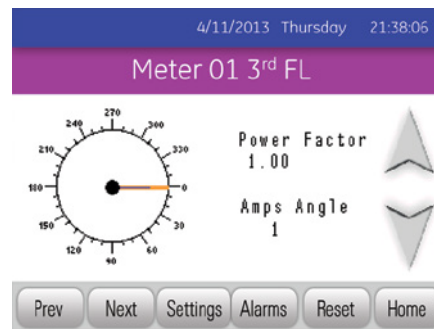 4/11/2013 Thursday 21:38:06
Meter 01 3rd FL
270
240 300
210 330
180 0
150 30
120 60
90
Power Factor
1.00
Amps Angle
1
Prev Next Settings Alarms Reset Home